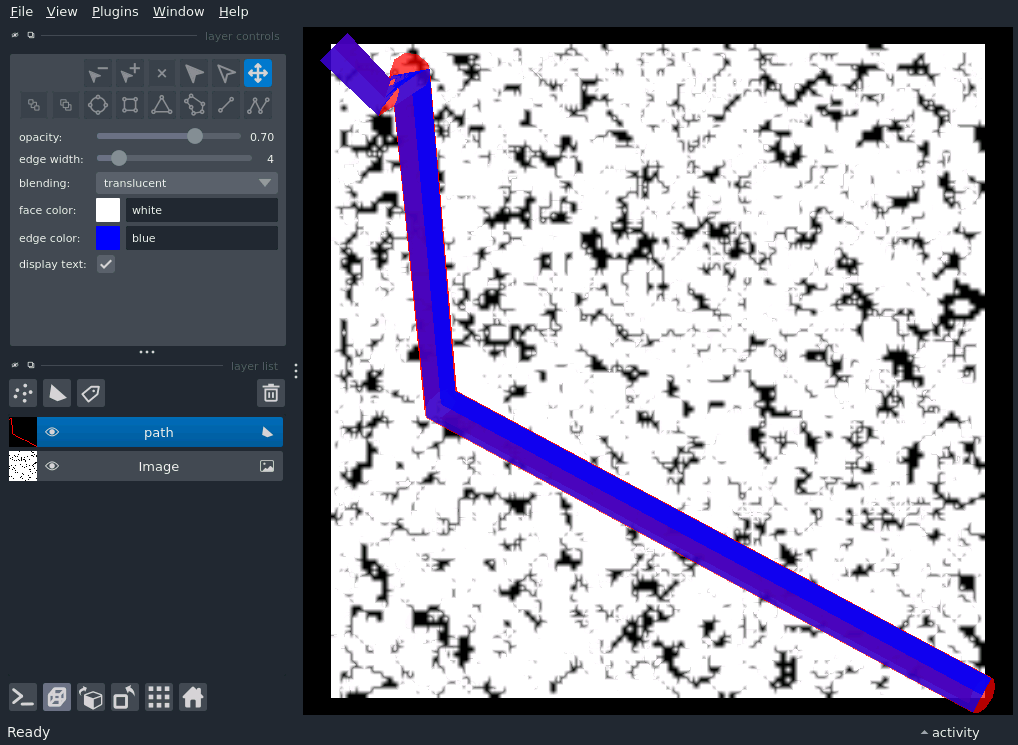 File View Plugins Window Help
layer controls
opacity: 0.70
edge width: 4
blending: translucent
face color: white
edge color: blue
display text:
layer list
path
Image
Ready
activity